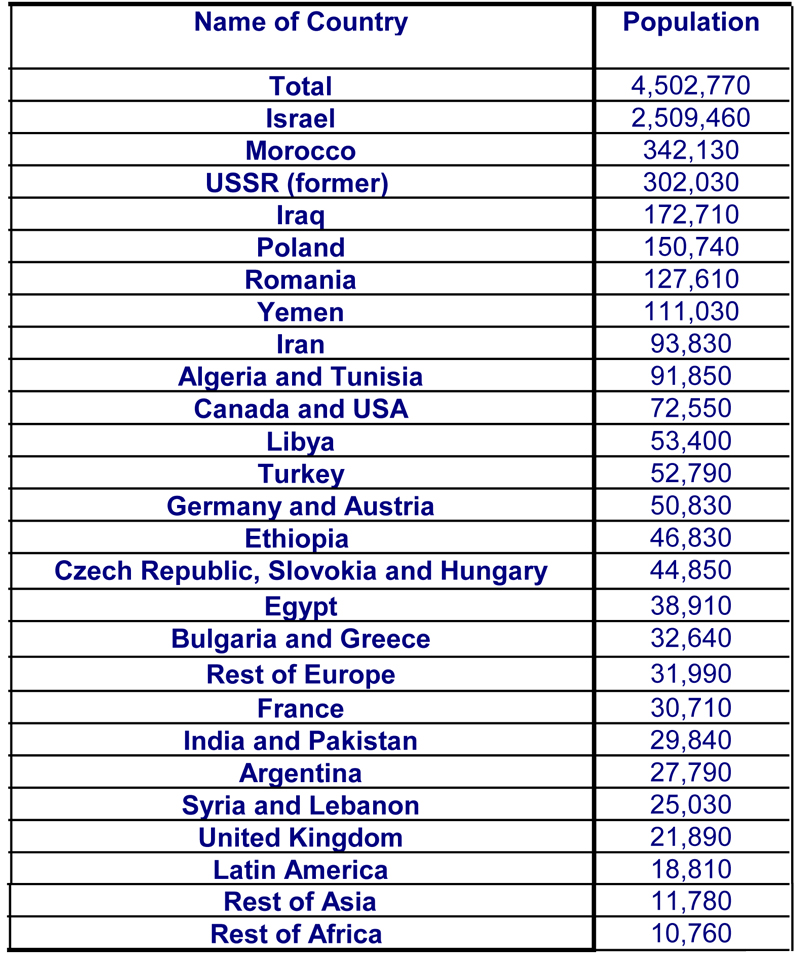 Name of Country Population
Total 4,502,770
Israel 2,509,460
Morocco 342,130
USSR (former) 302,030
Iraq 172,710
Poland 150,740
Romania 127,610
Yemen 111,030
Iran 93,830
Algeria and Tunisia 91,850
Canada and USA 72,550
Libya 53,400
Turkey 52,790
Germany and Austria 50,830
Ethiopia 46,830
Czech Republic, Slovokia and Hungary 44,850
Egypt 38,910
Bulgaria and Greece 32,640
Rest of Europe 31,990
France 30,710
India and Pakistan 29,840
Argentina 27,790
Syria and Lebanon 25,030
United Kingdom 21,890
Latin America 18,810
Rest of Asia 11,780
Rest of Africa 10,760